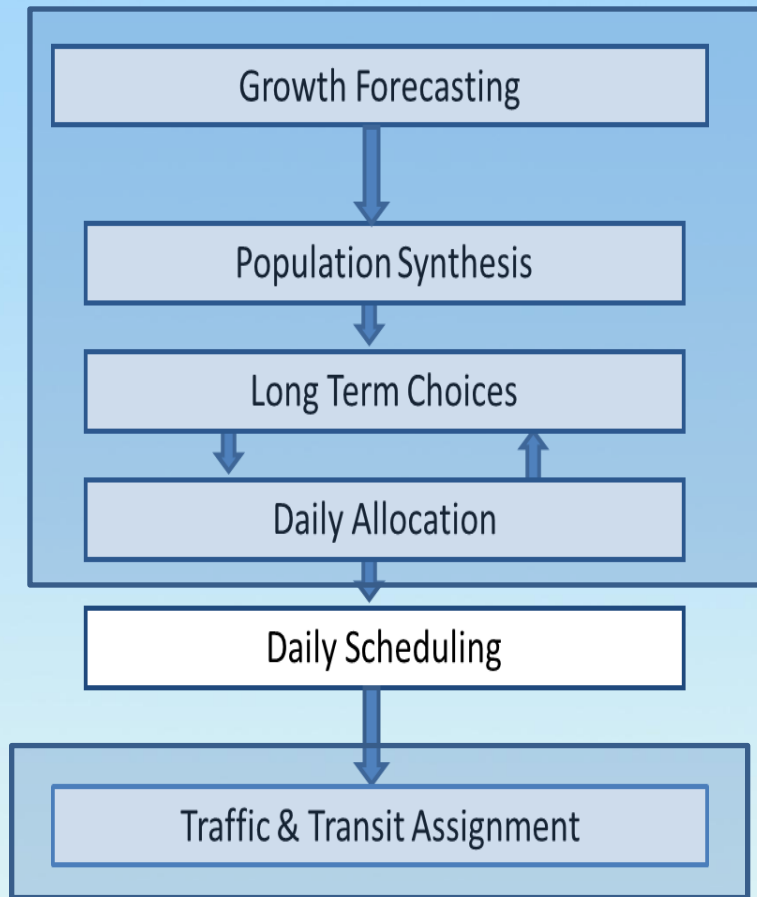 Growth Forecasting
Population Synthesis
Long Term Choices
Daily Allocation
Daily Scheduling
Traffic & Transit Assignment